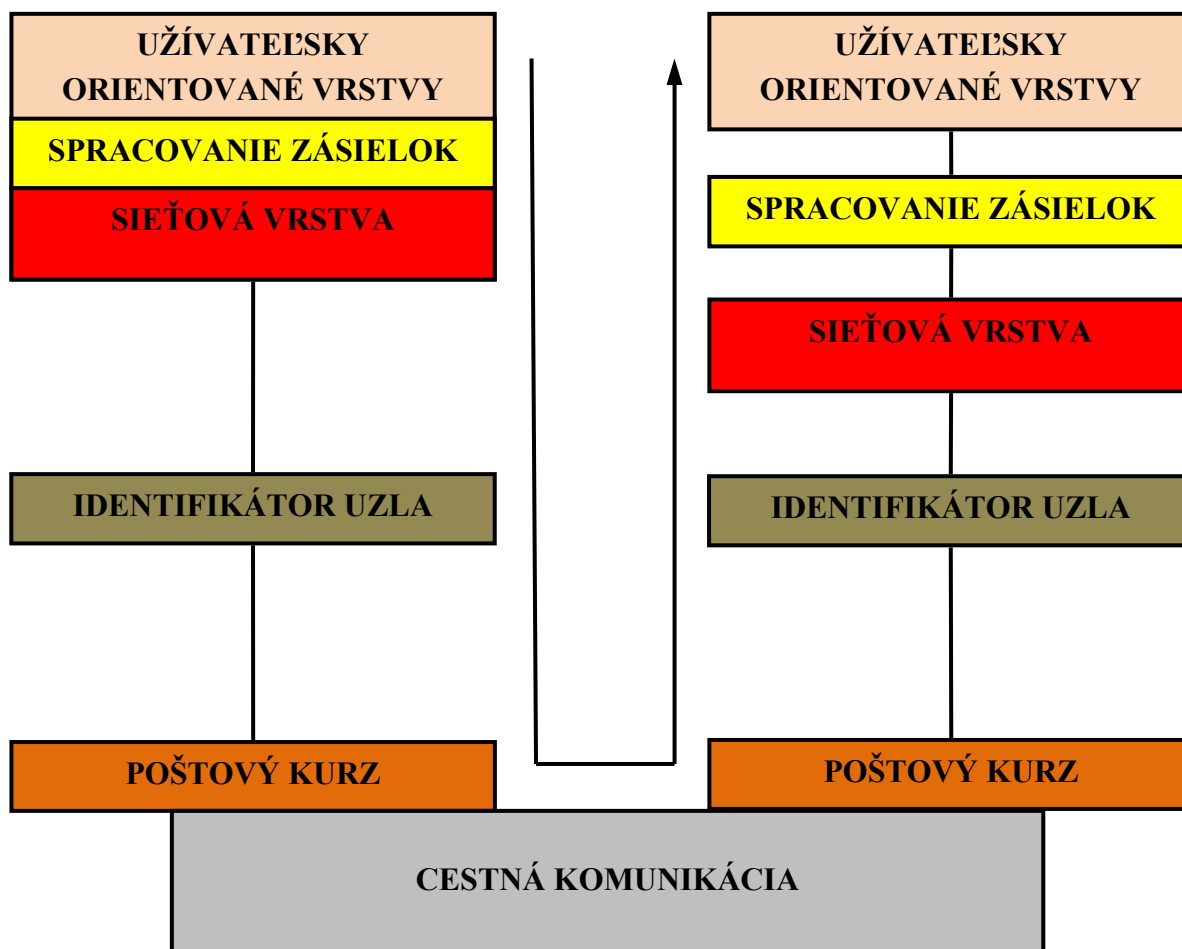 UŽÍVATEĽSKY
ORIENTOVANÉ VRSTVY
SPRACOVANIE ZÁSIELOK
SIEŤOVÁ VRSTVA
IDENTIFIKÁTOR UZLA
POŠTOVÝ KURZ
UŽÍVATEĽSKY
ORIENTOVANÉ VRSTVY
SPRACOVANIE ZÁSIELOK
SIEŤOVÁ VRSTVA
IDENTIFIKÁTOR UZLA
POŠTOVÝ KURZ
CESTNÁ KOMUNIKÁCIA